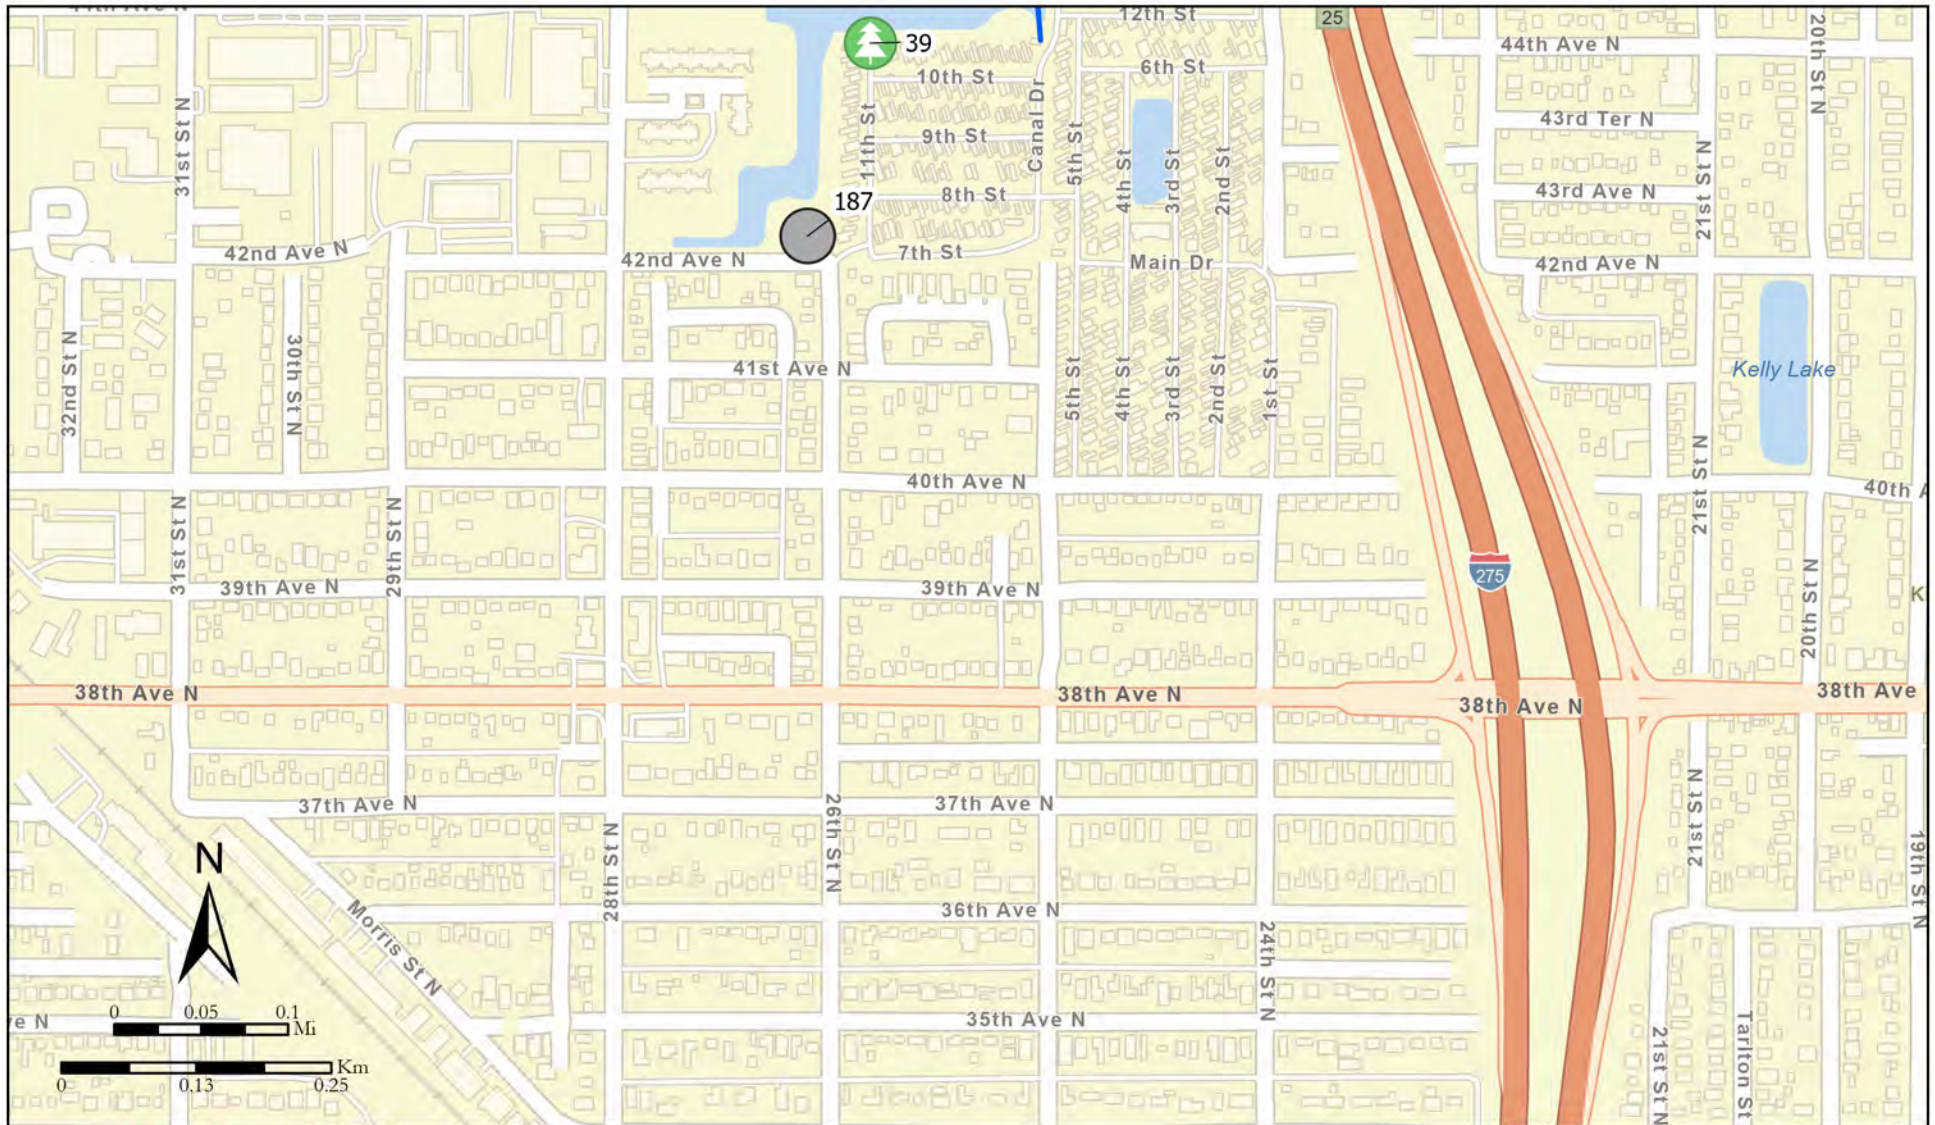 44th Ave N
12th St
25
44th Ave N
20th St N
39
10th St
6th St
31st St N
11th St
Canal Dr
43rd Ter N
9th St
5th St
4th St
3rd St
2nd St
21st St N
43rd Ave N
187
8th St
42nd Ave N
42nd Ave N
7th St
Main Dr
42nd Ave N
32nd St N
30th St N
41st Ave N
5th St
4th St
3rd St
2nd St
1st St
Kelly Lake
40th Ave N
21st St N
40th A
31st St N
29th St N
39th Ave N
39th Ave N
275
20th St N
K
38th Ave N
38th Ave N
38th Ave N
38th Ave
37th Ave N
37th Ave N
26th St N
28th St N
21st St N
19th St N
N
Morris St N
36th Ave N
24th St N
0 0.05 0.1
Mi
ve N
35th Ave N
21st St N
Tarlton St
Km
0 0.13 0.25